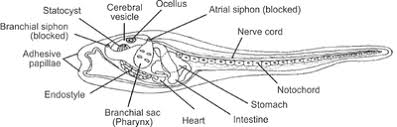 Statocyst
Cerebral
vesicle
Ocellus
Atrial siphon (blocked)
Branchial siphon
(blocked)
Nerve cord
Adhesive
papillae
Notochord
Endostyle
Stomach
Branchial sac
(Pharynx)
Heart
Intestine